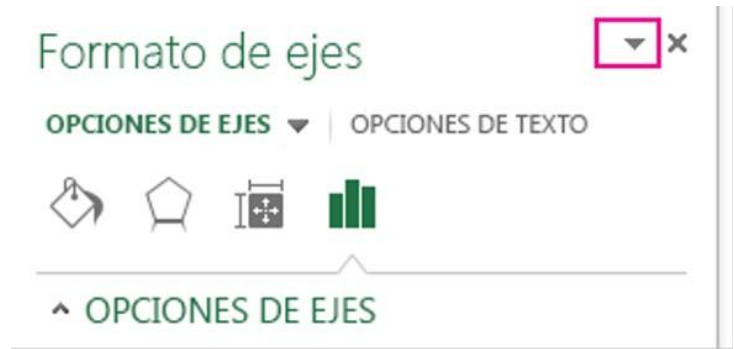 Formato de ejes
OPCIONES DE EJES OPCIONES DE TEXTO
OPCIONES DE EJES